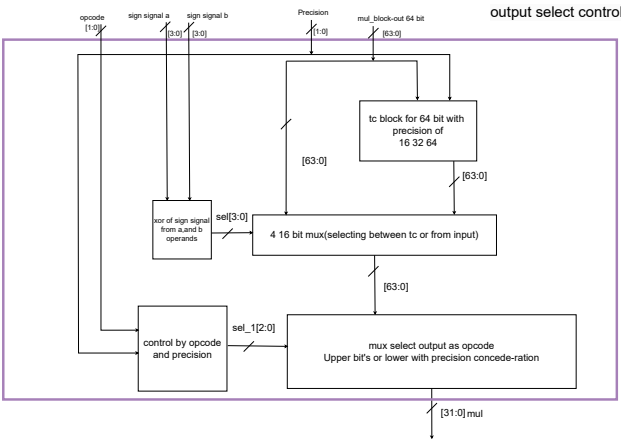 output select control
opcode
[1:0]
sign signal a
[3:0]
sign signal b
[3:0]
Precision
[1:0]
mul_block-out 64 bit
[63:0]
tc block for 64 bit with
precision of
16 32 64
[63:0]
[63:0]
xor of sign signal
from a,and b
operands
sel[3:0]
4 16 bit mux(selecting between tc or from input)
[63:0]
control by opcode
and precision
sel_1[2:0]
mux select output as opcode
Upper bit's or lower with precision concede-ration
[31:0] mul